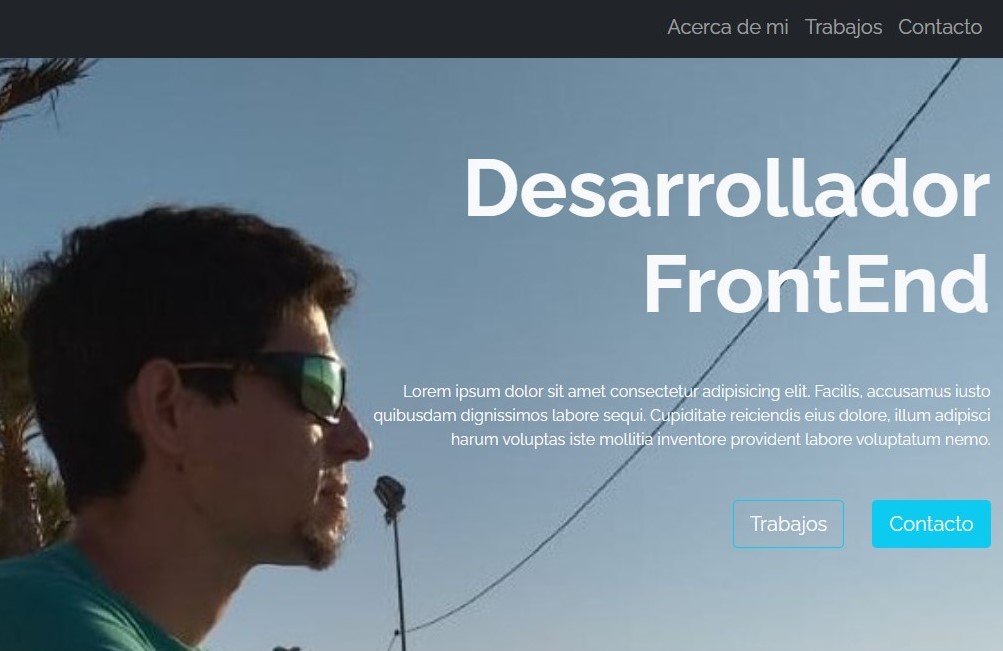 Acerca de mi Trabajos Contacto
Desarrollador
FrontEnd
Lorem ipsum dolor sit amet consectetur adipisicing elit. Facilis, accusamus iusto
quibusdam dignissimos labore sequi. Cupiditate reiciendis eius dolore, illum adipisci
harum voluptas iste mollitia inventore provident labore voluptatum nemo.
Trabajos Contacto